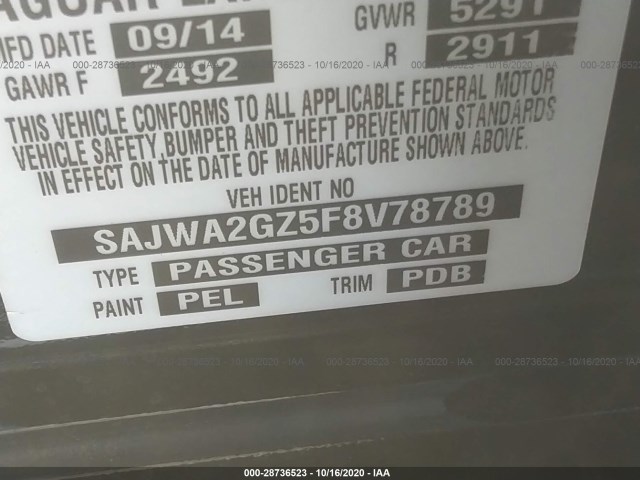 GVWR 5291
MFD DATE 09/14 R 2911
GAWR F 2492
THIS VEHICLE CONFORMS TO ALL APPLICABLE FEDERAL MOTOR
VEHICLE SAFETY, BUMPER AND THEFT PREVENTION STANDARDS
IN EFFECT ON THE DATE OF MANUFACTURE SHOWN ABOVE.
VEH IDENT NO
SAJWA2GZ5F8V78789
TYPE PASSENGER CAR
PAINT PEL TRIM PDB
000-28736523 - 10/16/2020 - IAA